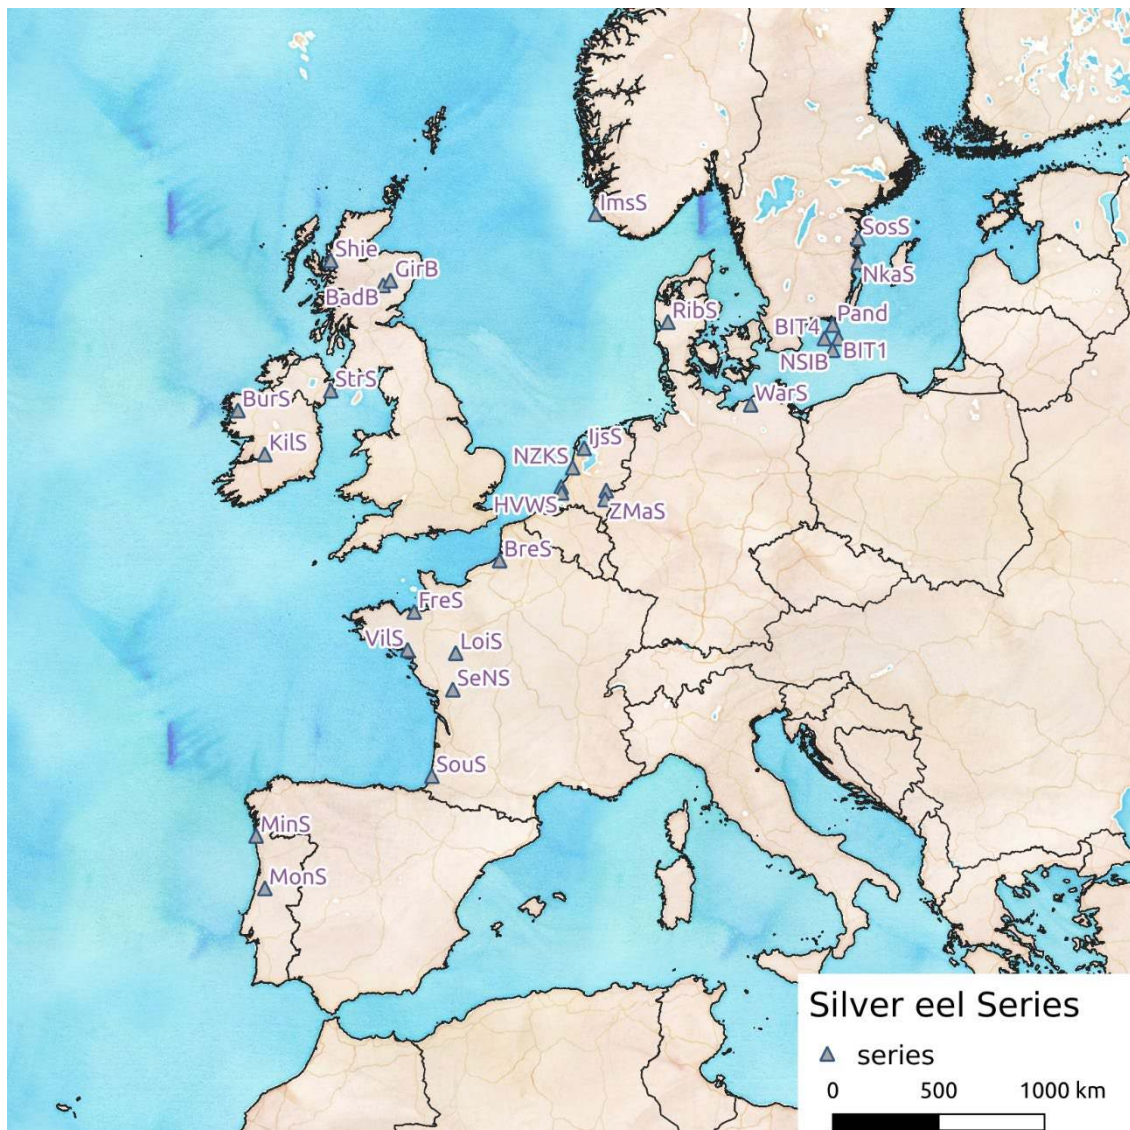 ImsS
SosS
Shie
GirB
NkaS
BadB
RibS
Pand
BIT4
BIT1
NSIB
StrS
WarS
BurS
IjsS
KilS
NZKS
HVWS
ZMaS
BreS
FreS
VilS
LoiS
SeNS
SouS
MinS
MonS
Silver eel Series
series
0 500 1000 km